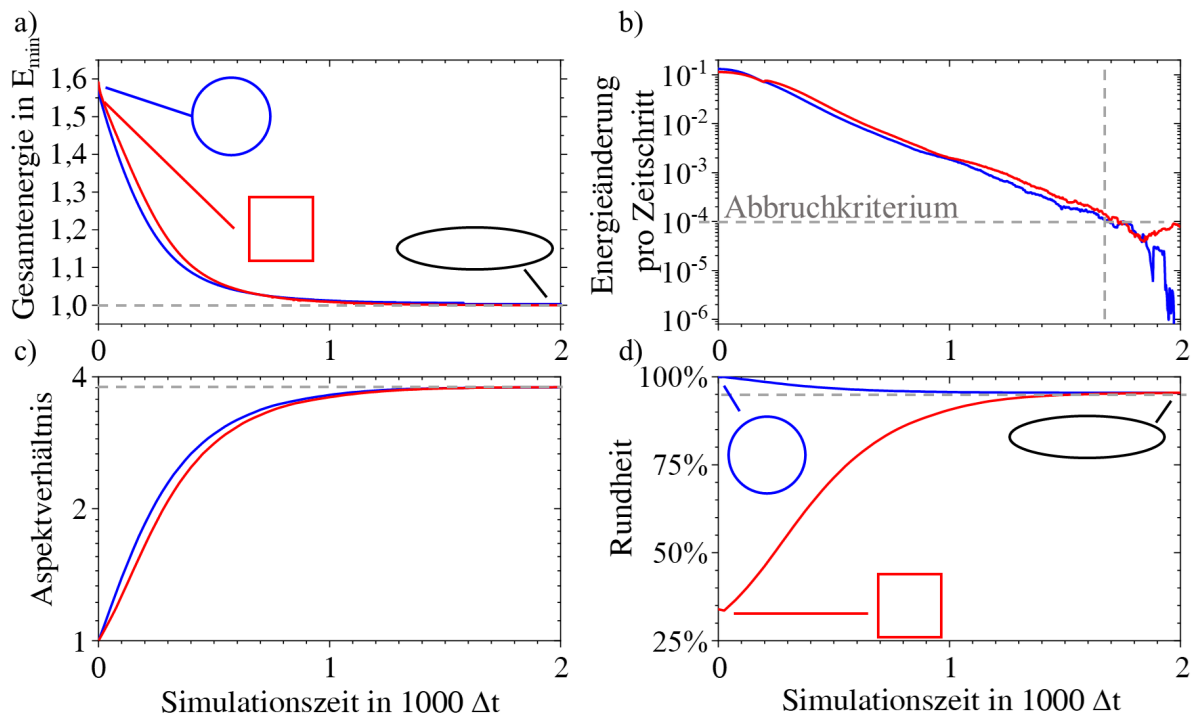 a)
Gesamtenergie in E_min
1,6
1,5
1,4
1,3
1,2
1,1
1,0
0
1
2
b)
Energieänderung
pro Zeitschritt
10^-1
10^-2
10^-3
10^-4
10^-5
10^-6
Abbruchkriterium
0
1
2
c)
Aspektverhältnis
4
2
1
0
1
2
Simulationszeit in 1000 Δt
d)
Rundheit
100%
75%
50%
25%
0
1
2
Simulationszeit in 1000 Δt